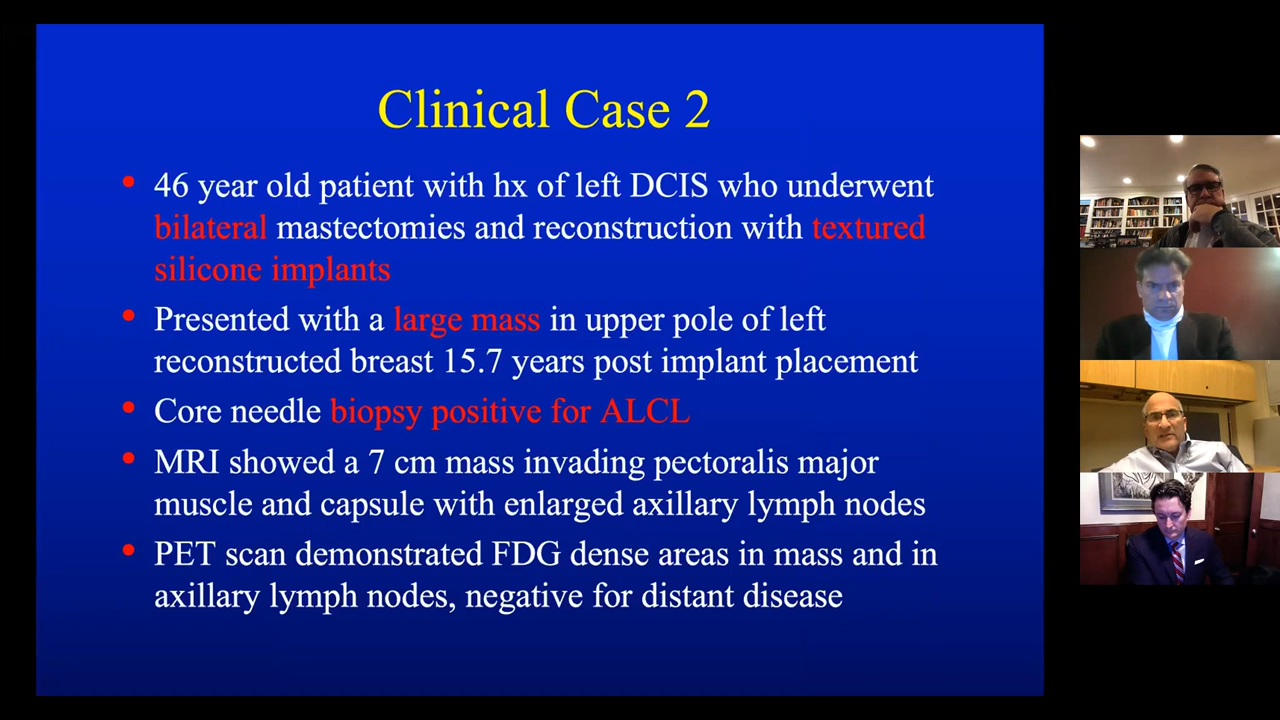 Clinical Case 2
• 46 year old patient with hx of left DCIS who underwent
bilateral mastectomies and reconstruction with textured
silicone implants
• Presented with a large mass in upper pole of left
reconstructed breast 15.7 years post implant placement
• Core needle biopsy positive for ALCL
• MRI showed a 7 cm mass invading pectoralis major
muscle and capsule with enlarged axillary lymph nodes
• PET scan demonstrated FDG dense areas in mass and in
axillary lymph nodes, negative for distant disease